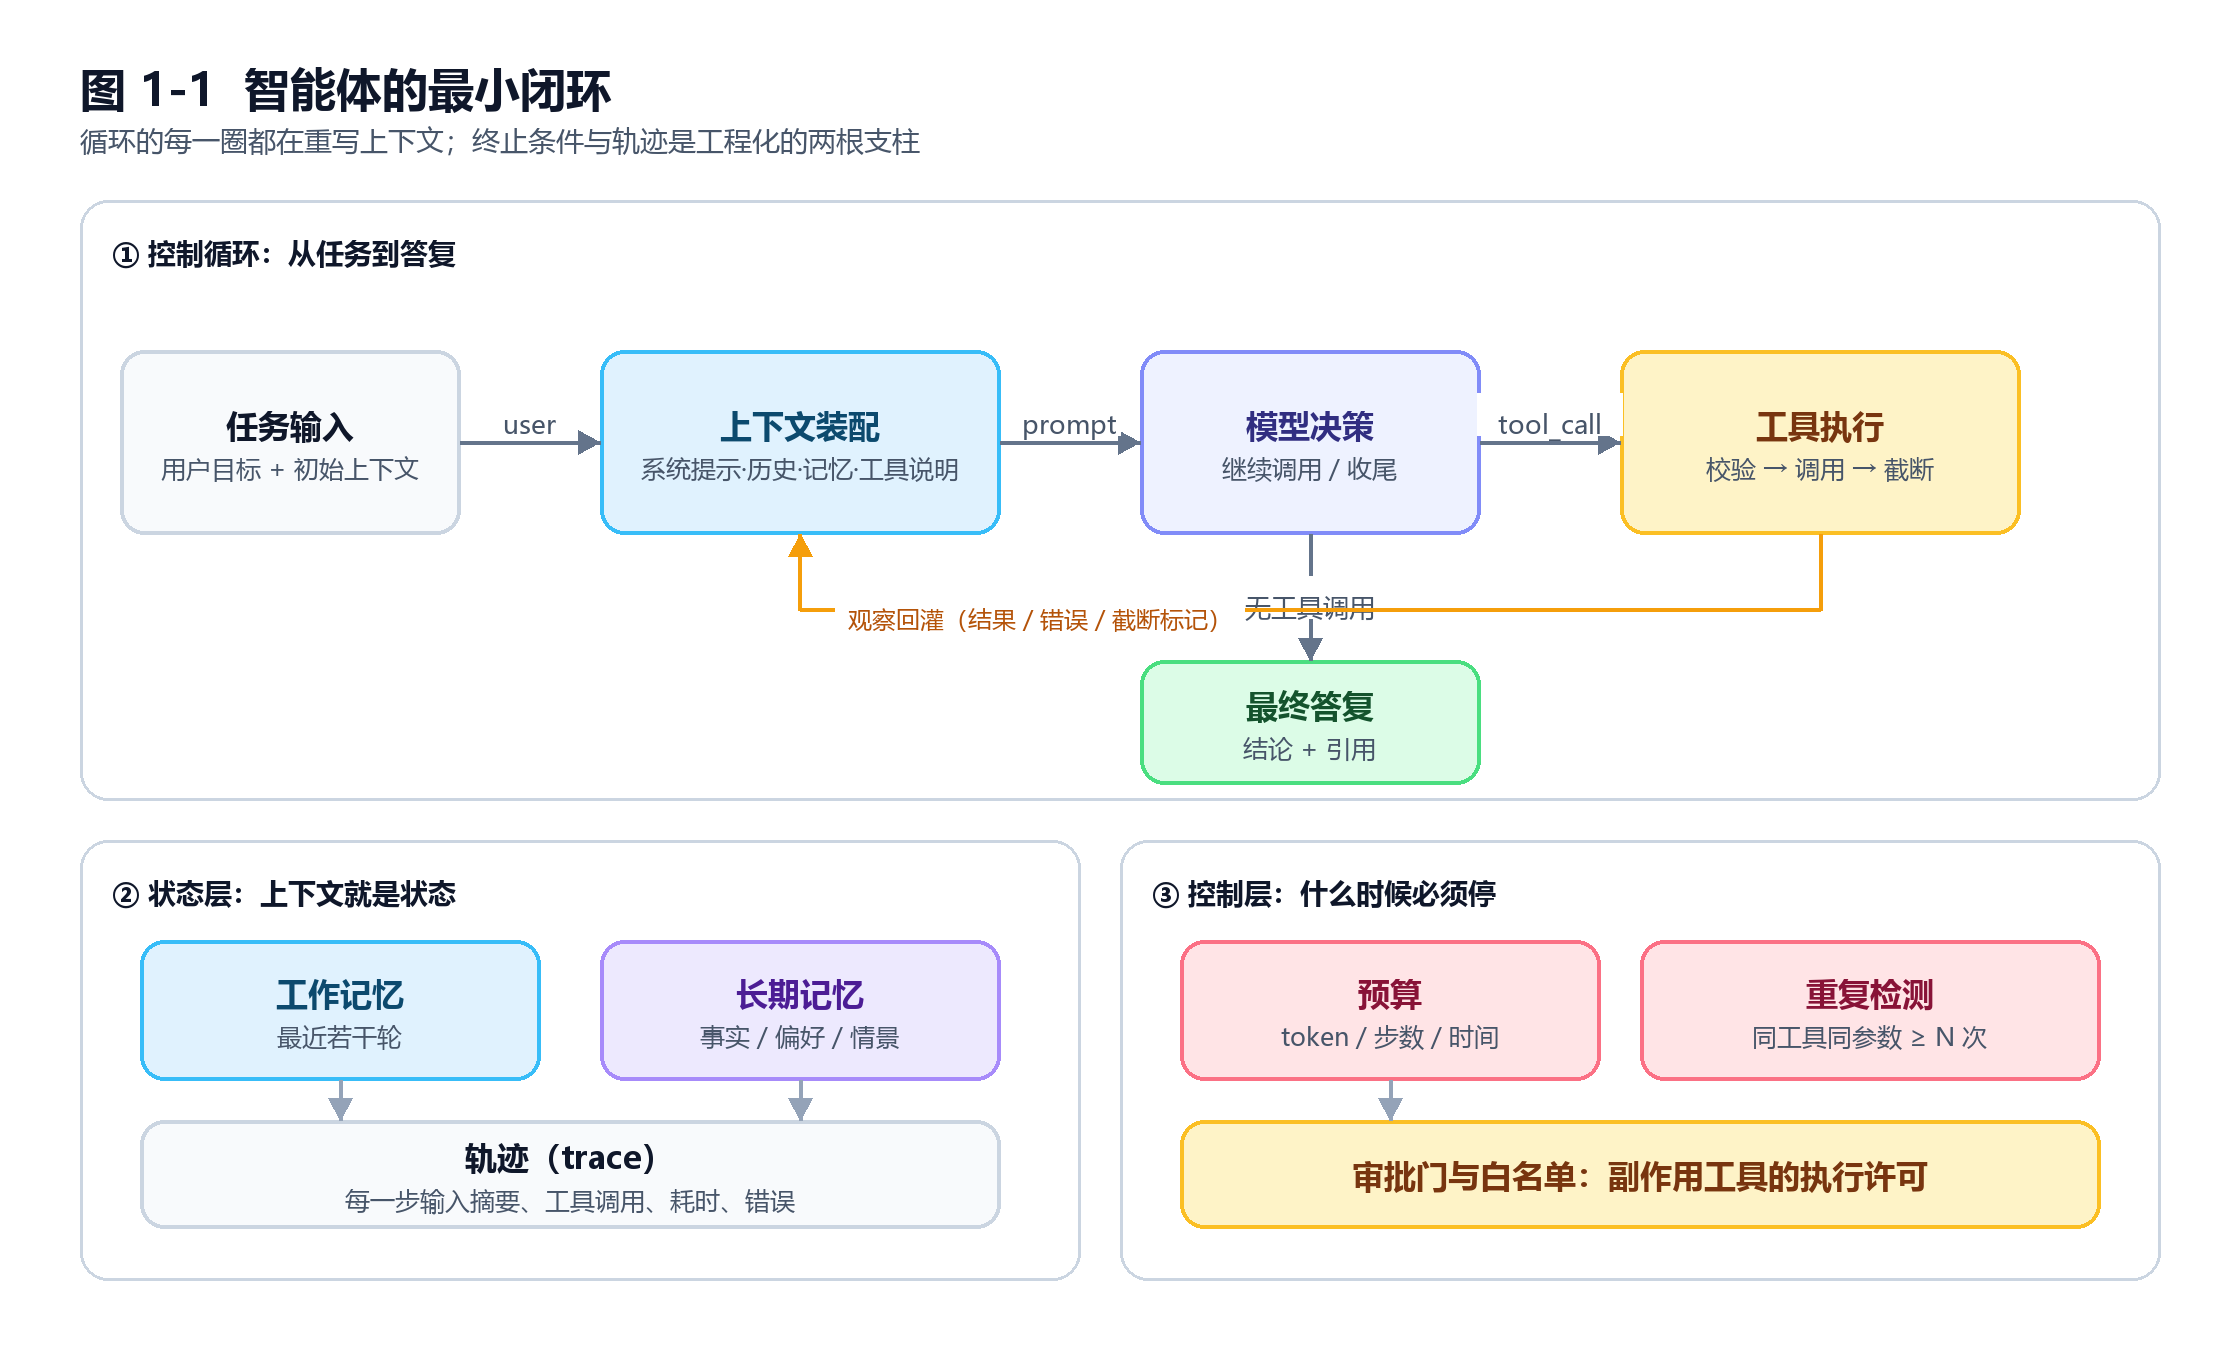 图 1-1 智能体的最小闭环
循环的每一圈都在重写上下文；终止条件与轨迹是工程化的两根支柱
① 控制循环：从任务到答复
任务输入
用户目标 + 初始上下文
user
上下文装配
系统提示·历史·记忆·工具说明
prompt
模型决策
继续调用 / 收尾
tool_call
工具执行
校验 → 调用 → 截断
观察回灌（结果 / 错误 / 截断标记）
无工具调用
最终答复
结论 + 引用
② 状态层：上下文就是状态
工作记忆
最近若干轮
长期记忆
事实 / 偏好 / 情景
轨迹（trace）
每一步输入摘要、工具调用、耗时、错误
③ 控制层：什么时候必须停
预算
token / 步数 / 时间
重复检测
同工具同参数 ≥ N 次
审批门与白名单：副作用工具的执行许可